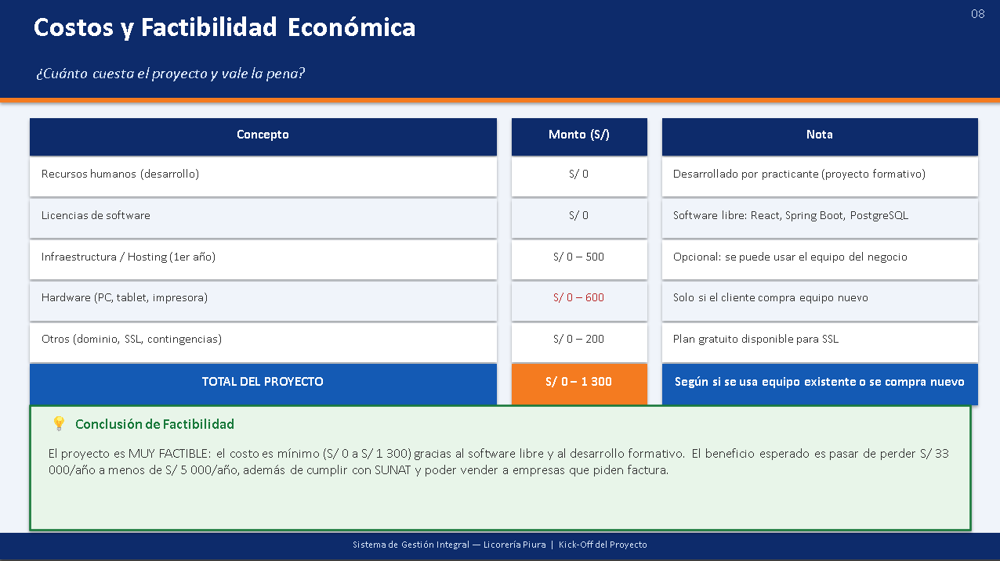 08
Costos y Factibilidad Económica
¿Cuánto cuesta el proyecto y vale la pena?
Concepto Monto (S/) Nota
Recursos humanos (desarrollo) S/ 0 Desarrollado por practicante (proyecto formativo)
Licencias de software S/ 0 Software libre: React, Spring Boot, PostgreSQL
Infraestructura / Hosting (1er año) S/ 0 – 500 Opcional: se puede usar el equipo del negocio
Hardware (PC, tablet, impresora) S/ 0 – 600 Solo si el cliente compra equipo nuevo
Otros (dominio, SSL, contingencias) S/ 0 – 200 Plan gratuito disponible para SSL
TOTAL DEL PROYECTO S/ 0 – 1 300 Según si se usa equipo existente o se compra nuevo
Conclusión de Factibilidad
El proyecto es MUY FACTIBLE: el costo es mínimo (S/ 0 a S/ 1 300) gracias al software libre y al desarrollo formativo. El beneficio esperado es pasar de perder S/ 33
000/año a menos de S/ 5 000/año, además de cumplir con SUNAT y poder vender a empresas que piden factura.
Sistema de Gestión Integral — Licorería Piura | Kick-Off del Proyecto